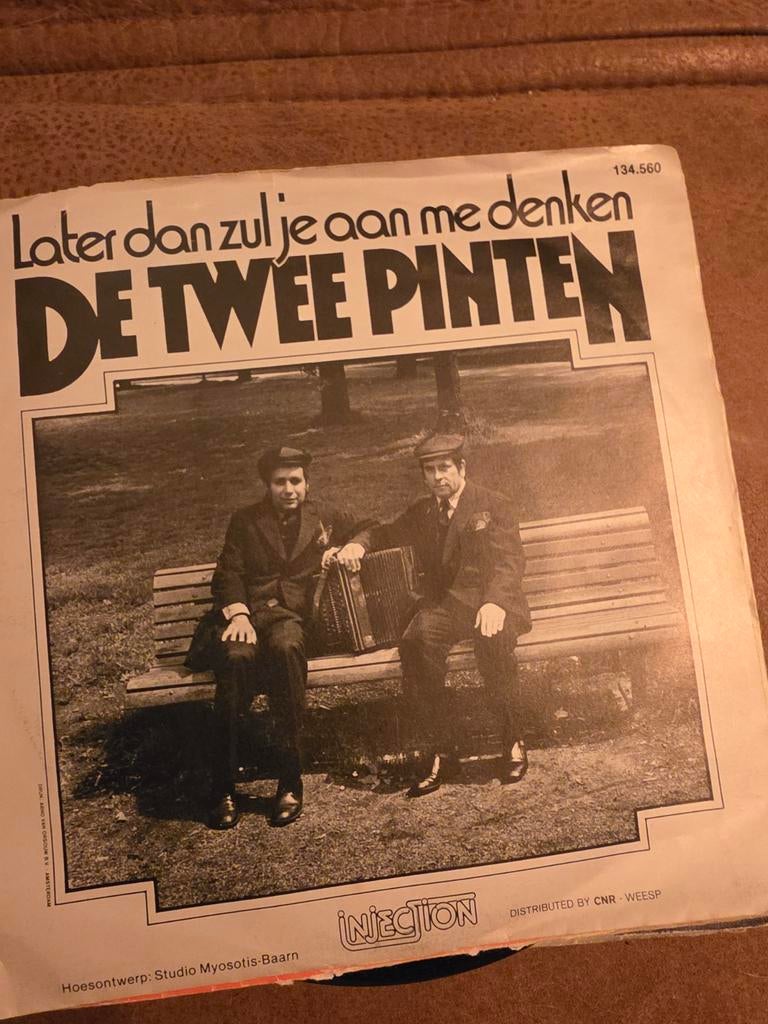 134.560
Later dan zul je aan me denken
DE TWEE PINTEN
INJECTION
DISTRIBUTED BY CNR - WEESP
Hoesontwerp: Studio Myosotis-Baarn